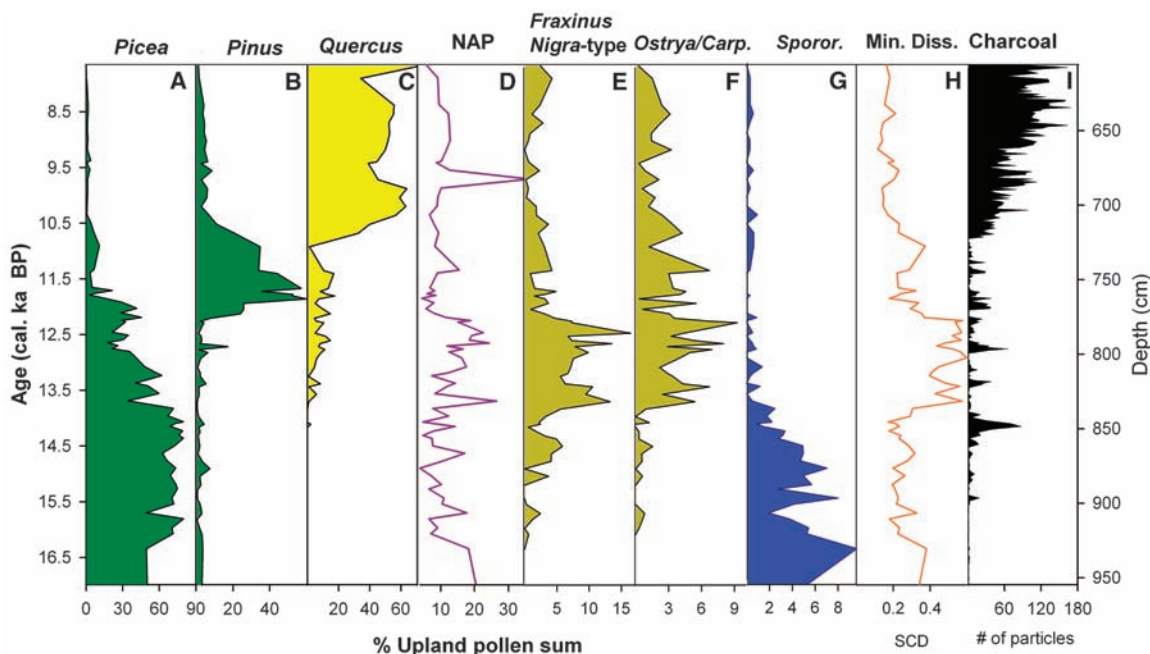 Picea
Pinus
Quercus
NAP
Fraxinus
Nigra-type
Ostrya/Carp.
Sporor.
Min. Diss.
Charcoal
A
B
C
D
E
F
G
H
I
Age (cal. ka BP)
8.5
9.5
10.5
11.5
12.5
13.5
14.5
15.5
16.5
Depth (cm)
650
700
750
800
850
900
950
0 30 60 90
20 40
20 40 60
10 20 30
5 10 15
3 6 9
2 4 6 8
0.2 0.4
60 120 180
% Upland pollen sum
SCD
# of particles